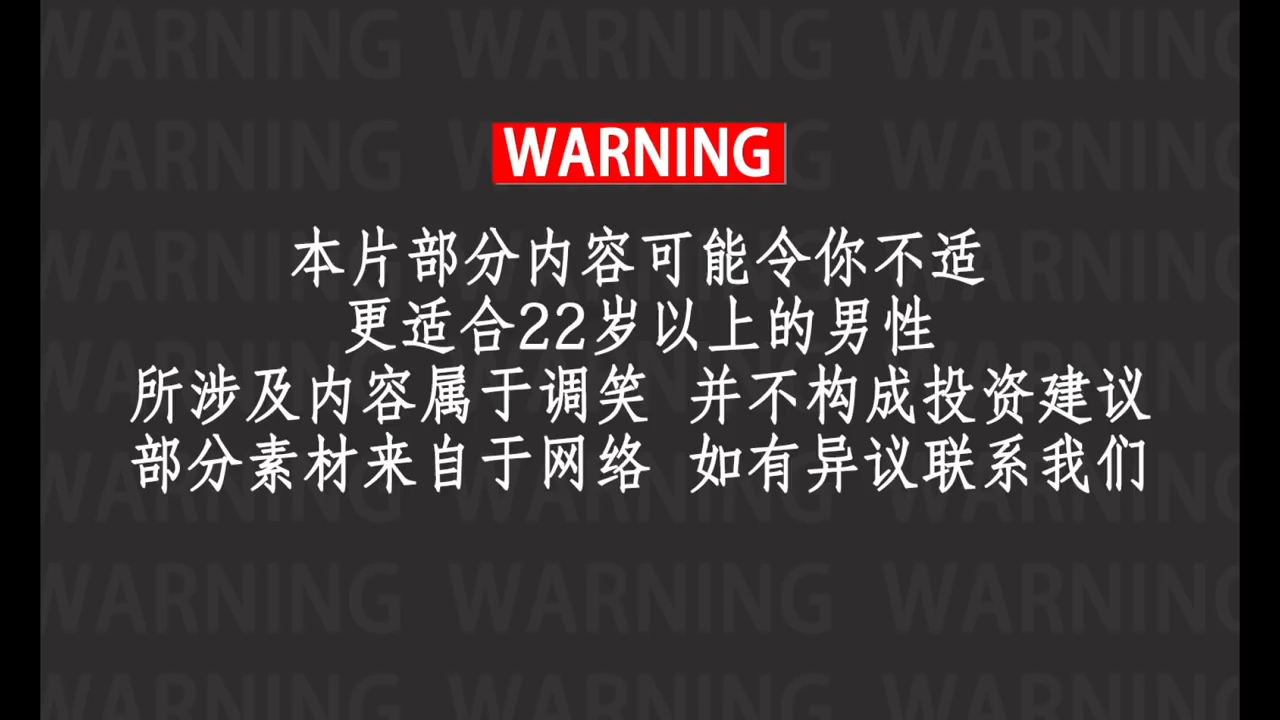 WARNING
本片部分内容可能令你不适
更适合22岁以上的男性
所涉及内容属于调笑 并不构成投资建议
部分素材来自于网络 如有异议联系我们